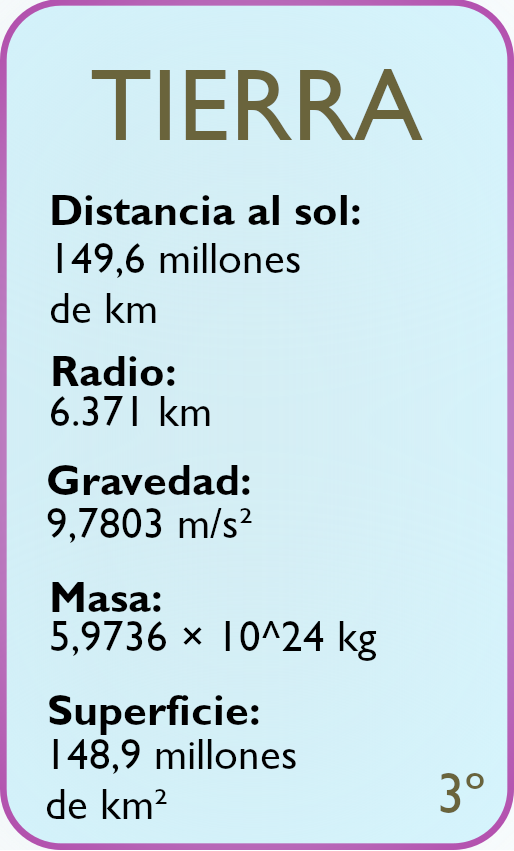 TIERRA
Distancia al sol:
149,6 millones
de km
Radio:
6.371 km
Gravedad:
9,7803 m/s²
Masa:
5,9736 × 10^24 kg
Superficie:
148,9 millones
de km²
3º